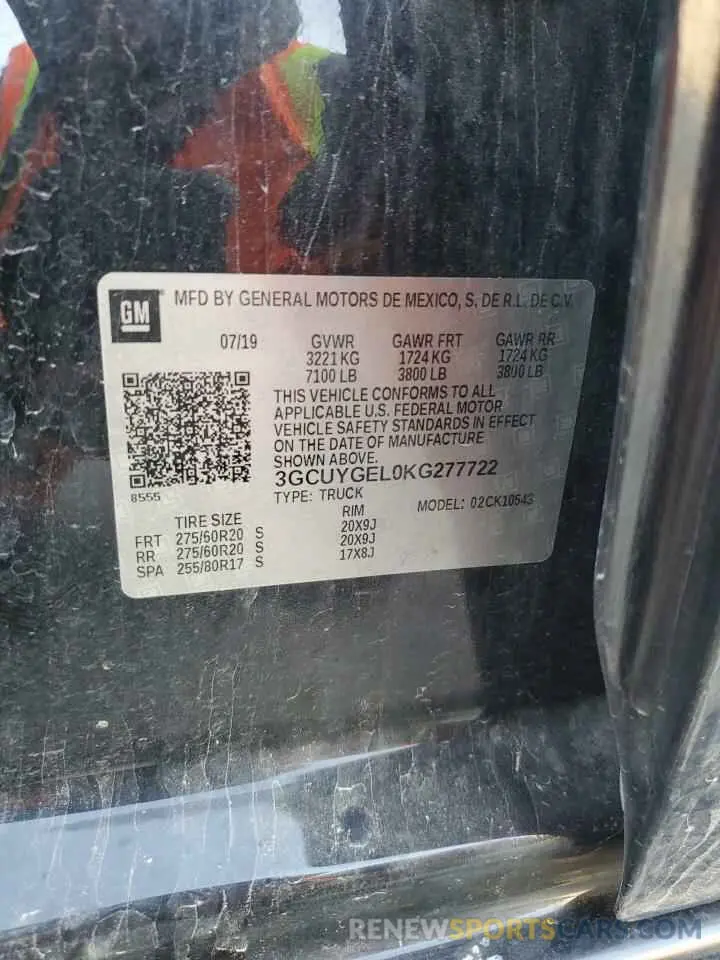 GM MFD BY GENERAL MOTORS DE MEXICO, S. DE R.L. DE C.V.
07/19 GVWR GAWR FRT GAWR RR
3221 KG 1724 KG 1724 KG
7100 LB 3800 LB 3800 LB
THIS VEHICLE CONFORMS TO ALL
APPLICABLE U.S. FEDERAL MOTOR
VEHICLE SAFETY STANDARDS IN EFFECT
ON THE DATE OF MANUFACTURE
SHOWN ABOVE.
3GCUYGEL0KG277722
8555
TYPE: TRUCK MODEL: 02CK10543
TIRE SIZE RIM
FRT 275/60R20 S 20X9J
RR 275/60R20 S 20X9J
SPA 255/80R17 S 17X8J
RENEWSPORTSCARS.COM